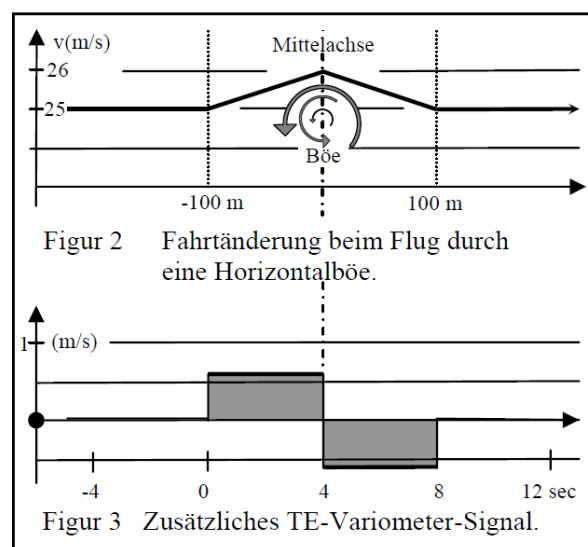 v(m/s)
Mittelachse
26
25
Böe
-100 m
100 m
Figur 2 Fahrtänderung beim Flug durch
eine Horizontalböe.
1
(m/s)
-4
0
4
8
12 sec
Figur 3 Zusätzliches TE-Variometer-Signal.